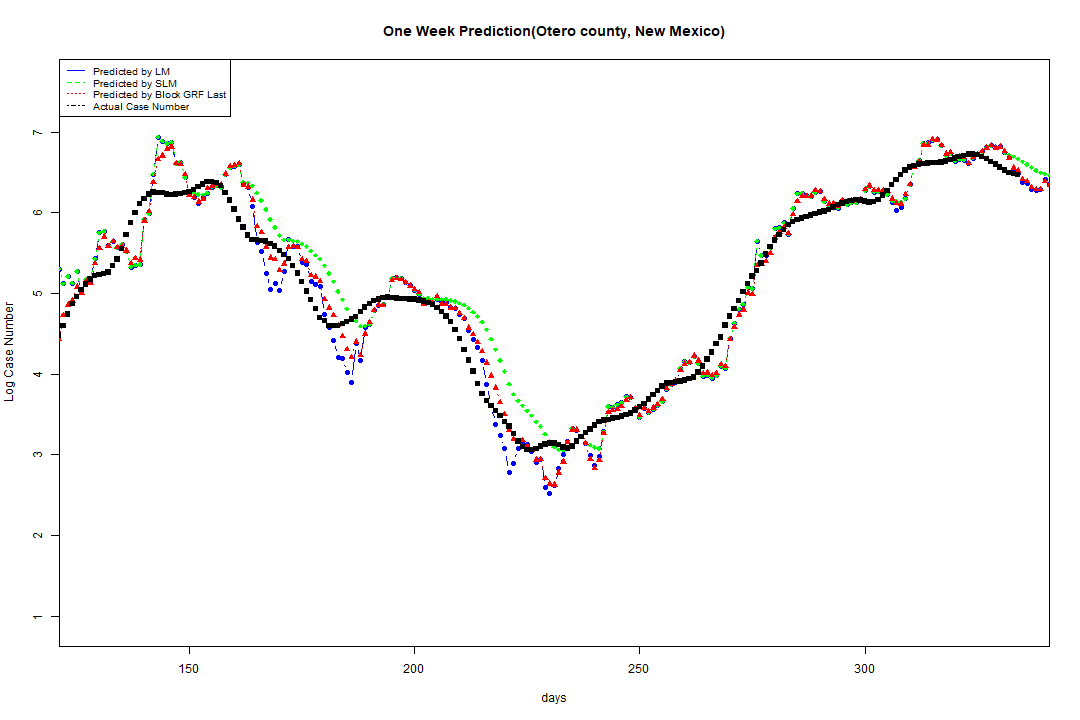 One Week Prediction(Otero county, New Mexico)
Predicted by LM
Predicted by SLM
Predicted by Block GRF Last
Actual Case Number
Log Case Number
7
6
5
4
3
2
1
150 200 250 300
days